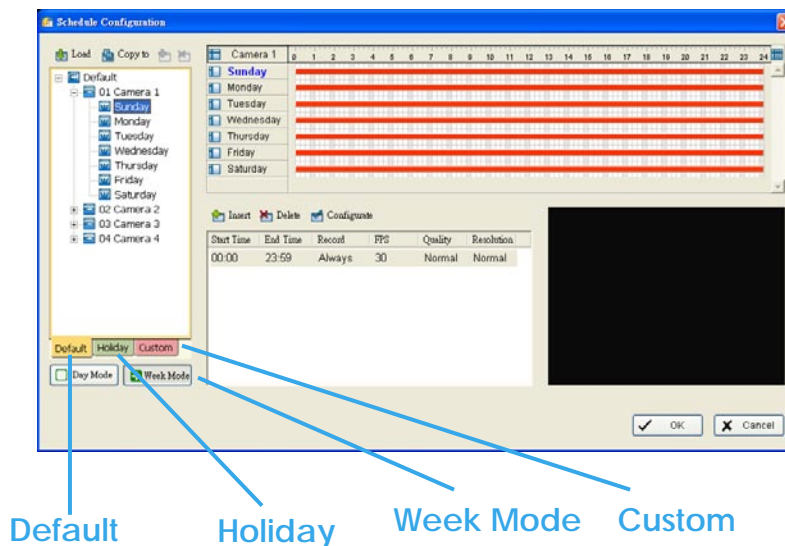 Schedule Configuration
Load Copy to
Default
01 Camera 1
Sunday
Monday
Tuesday
Wednesday
Thursday
Friday
Saturday
02 Camera 2
03 Camera 3
04 Camera 4
Default Holiday Custom
Day Mode Week Mode
Camera 1 0 1 2 3 4 5 6 7 8 9 10 11 12 13 14 15 16 17 18 19 20 21 22 23 24
Sunday
Monday
Tuesday
Wednesday
Thursday
Friday
Saturday
Insert Delete Configurate
Start Time End Time Record FPS Quality Resolution
00:00 23:59 Always 30 Normal Normal
OK Cancel
Default Holiday Week Mode Custom